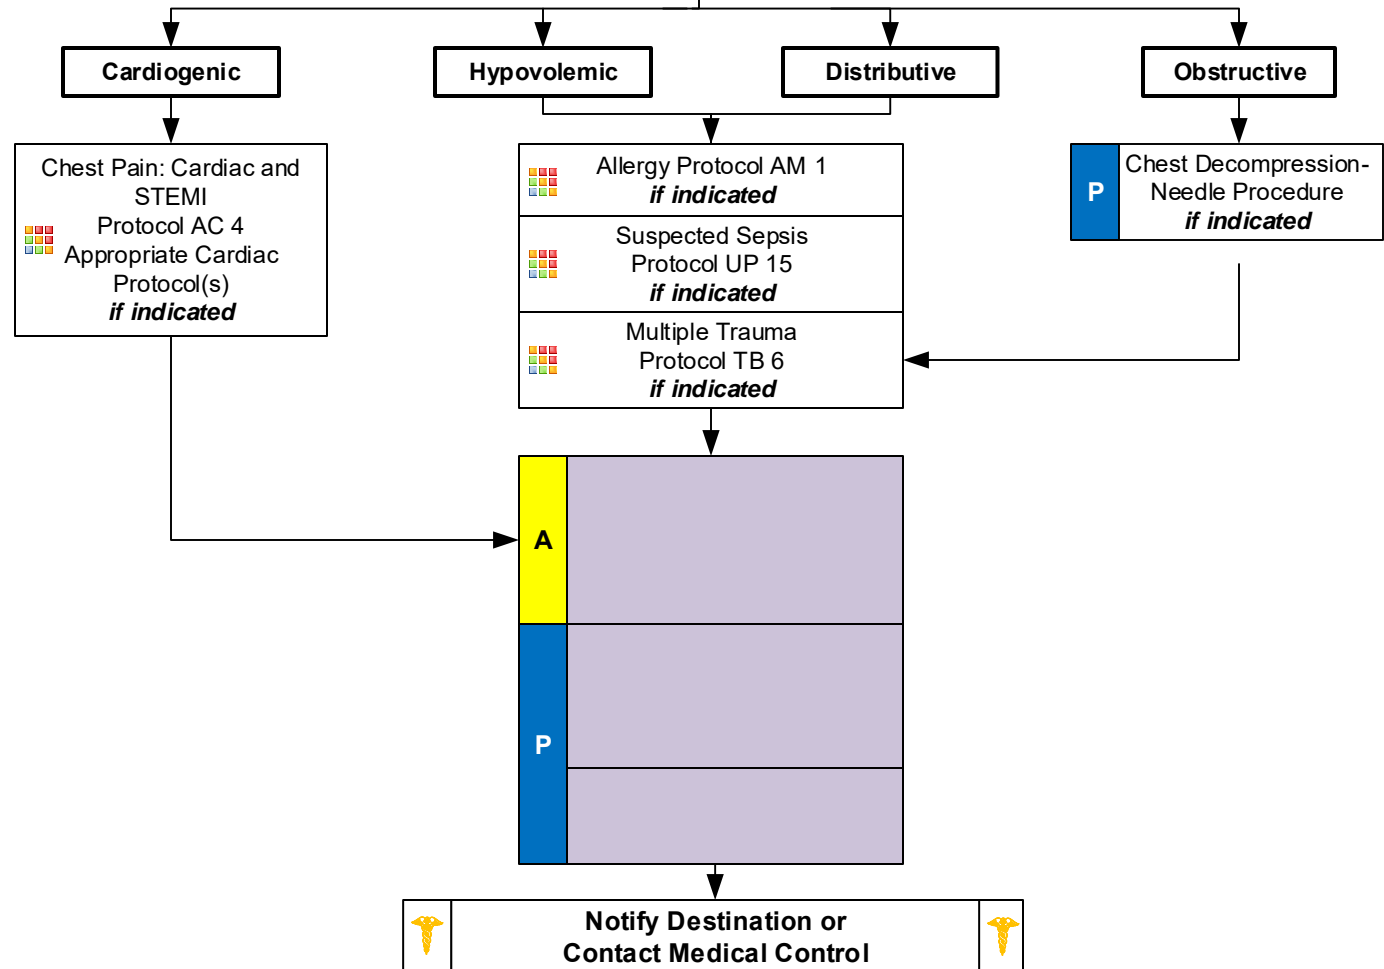 Cardiogenic
Hypovolemic
Distributive
Obstructive
Chest Pain: Cardiac and
STEMI
Protocol AC 4
Appropriate Cardiac
Protocol(s)
if indicated
Allergy Protocol AM 1
if indicated
Suspected Sepsis
Protocol UP 15
if indicated
Multiple Trauma
Protocol TB 6
if indicated
P
Chest Decompression-
Needle Procedure
if indicated
A
P
Notify Destination or
Contact Medical Control